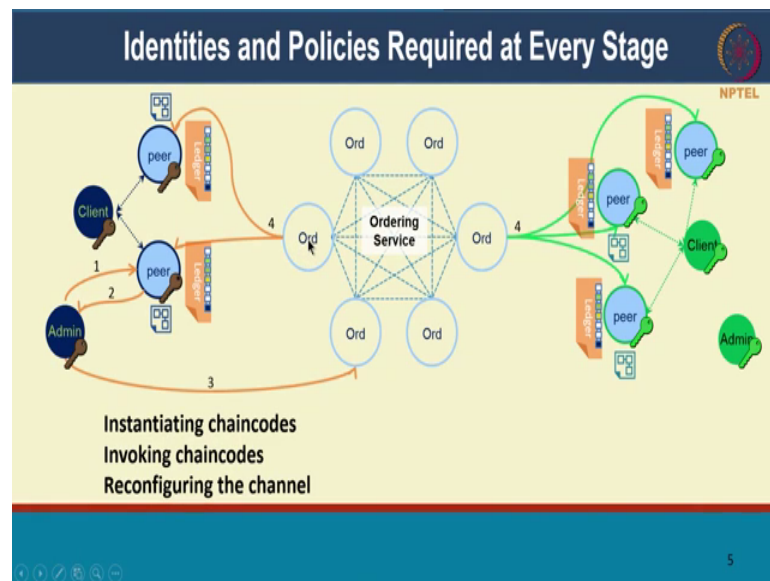 Identities and Policies Required at Every Stage
NPTEL
peer
Ledger
Client
peer
Ledger
Admin
1
2
3
4
Ord
Ord
Ord
Ordering
Service
Ord
Ord
Ord
4
Ledger
peer
Ledger
peer
Client
Ledger
peer
Admin
Instantiating chaincodes
Invoking chaincodes
Reconfiguring the channel
5